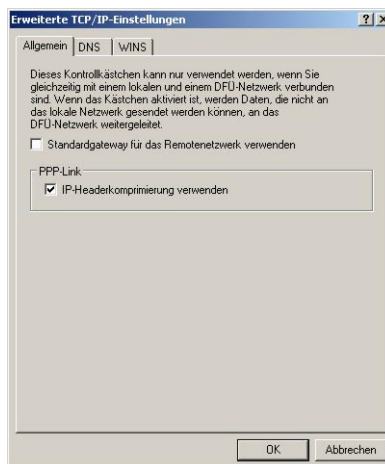 Erweiterte TCP/IP-Einstellungen
Allgemein DNS WINS
Dieses Kontrollkästchen kann nur verwendet werden, wenn Sie
gleichzeitig mit einem lokalen und einem DFÜ-Netzwerk verbunden
sind. Wenn das Kästchen aktiviert ist, werden Daten, die nicht an
das lokale Netzwerk gesendet werden können, an das
DFÜ-Netzwerk weitergeleitet.
Standardgateway für das Remotenetzwerk verwenden
PPP-Link
IP-Headerkomprimierung verwenden
OK Abbrechen